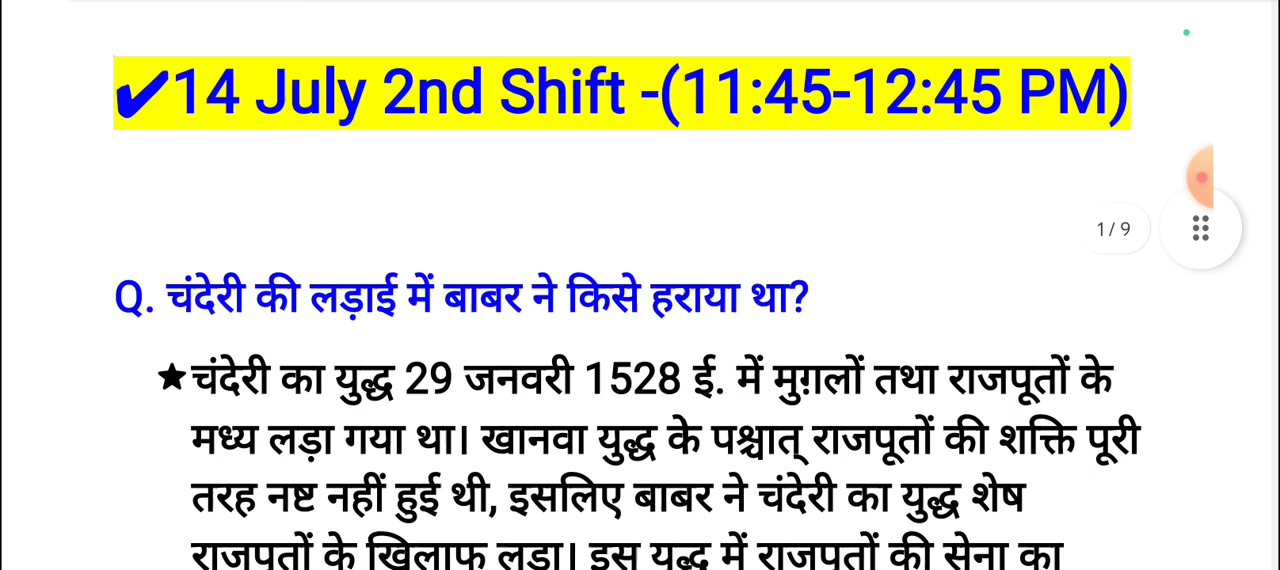 ✔14 July 2nd Shift -(11:45-12:45 PM)
1 / 9
Q. चंदेरी की लड़ाई में बाबर ने किसे हराया था?
★चंदेरी का युद्ध 29 जनवरी 1528 ई. में मुग़लों तथा राजपूतों के
मध्य लड़ा गया था। खानवा युद्ध के पश्चात् राजपूतों की शक्ति पूरी
तरह नष्ट नहीं हुई थी, इसलिए बाबर ने चंदेरी का युद्ध शेष
राजपूतों के खिलाफ लड़ा। इस युद्ध में राजपूतों की सेना का